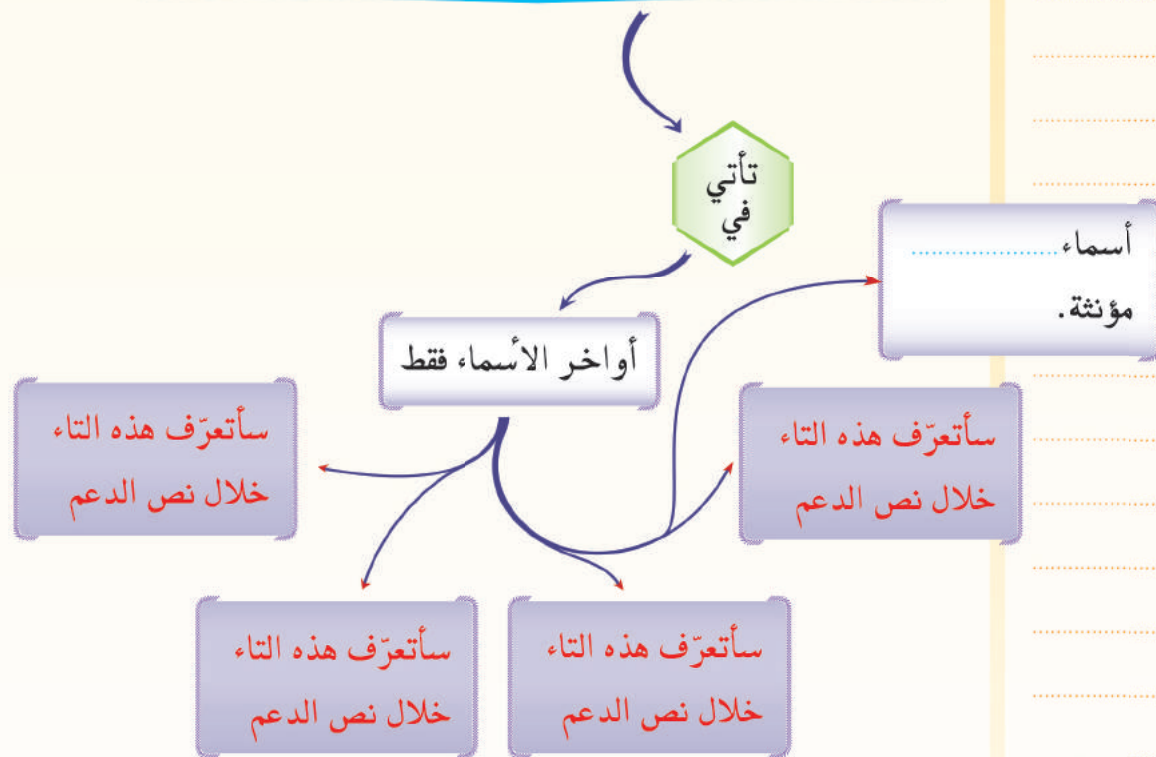 تأتي
في
أسماء ....................
مؤنثة.
أواخر الأسماء فقط
سأتعرّف هذه التاء
خلال نص الدعم
سأتعرّف هذه التاء
خلال نص الدعم
سأتعرّف هذه التاء
خلال نص الدعم
سأتعرّف هذه التاء
خلال نص الدعم